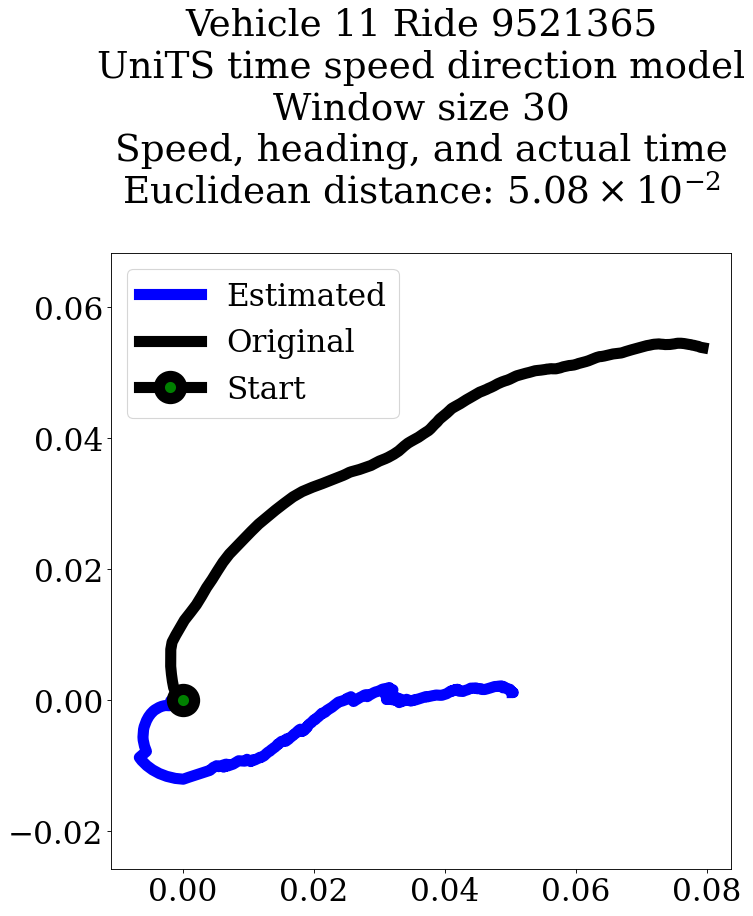 Vehicle 11 Ride 9521365
UniTS time speed direction model
Window size 30
Speed, heading, and actual time
Euclidean distance: 5.08 × 10⁻²
Estimated
Original
Start
0.06
0.04
0.02
0.00
−0.02
0.00 0.02 0.04 0.06 0.08